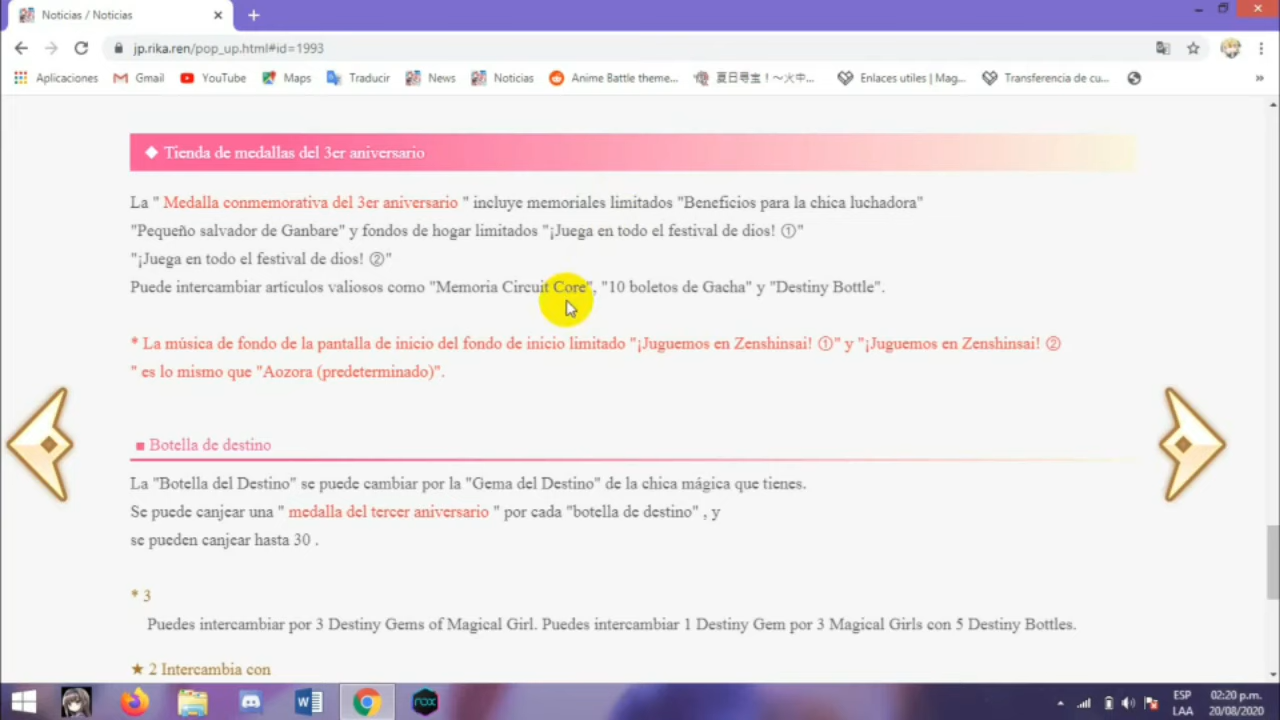 Noticias / Noticias
jp.rika.ren/pop_up.html#id=1993
Aplicaciones Gmail YouTube Maps Traducir News Noticias Anime Battle theme... 夏日尋宝！～火中... Enlaces utiles | Mag... Transferencia de cu... »
◆ Tienda de medallas del 3er aniversario
La " Medalla conmemorativa del 3er aniversario " incluye memoriales limitados "Beneficios para la chica luchadora"
"Pequeño salvador de Ganbare" y fondos de hogar limitados "¡Juega en todo el festival de dios! ①"
"¡Juega en todo el festival de dios! ②"
Puede intercambiar artículos valiosos como "Memoria Circuit Core", "10 boletos de Gacha" y "Destiny Bottle".
* La música de fondo de la pantalla de inicio del fondo de inicio limitado "¡Juguemos en Zenshinsai! ①" y "¡Juguemos en Zenshinsai! ②
" es lo mismo que "Aozora (predeterminado)".
■ Botella de destino
La "Botella del Destino" se puede cambiar por la "Gema del Destino" de la chica mágica que tienes.
Se puede canjear una " medalla del tercer aniversario " por cada "botella de destino" , y
se pueden canjear hasta 30 .
* 3
Puedes intercambiar por 3 Destiny Gems of Magical Girl. Puedes intercambiar 1 Destiny Gem por 3 Magical Girls con 5 Destiny Bottles.
★ 2 Intercambia con
nox
ESP 02:20 p.m.
LAA 20/08/2020